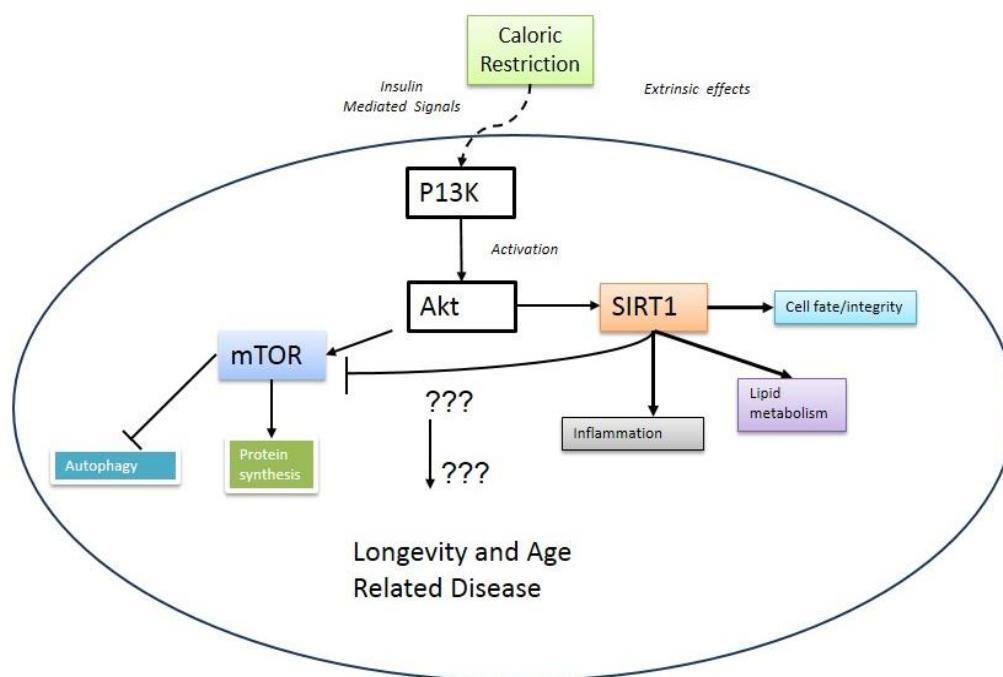 Caloric
Restriction
Insulin
Mediated Signals
Extrinsic effects
P13K
Activation
Akt
SIRT1
Cell fate/integrity
mTOR
Lipid
metabolism
???
Inflammation
Autophagy
Protein
synthesis
???
Longevity and Age
Related Disease